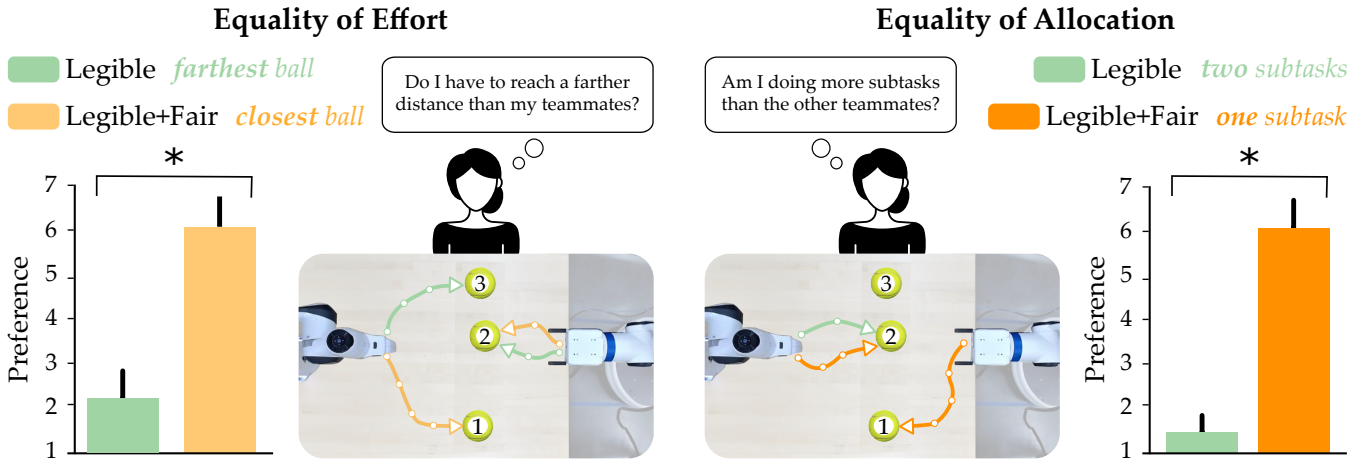 Equality of Effort
Legible farthest ball
Legible+Fair closest ball
Do I have to reach a farther
distance than my teammates?
*
Preference
7
6
5
4
3
2
1
3
2
1
Equality of Allocation
Am I doing more subtasks
than the other teammates?
Legible two subtasks
Legible+Fair one subtask
3
2
1
*
Preference
7
6
5
4
3
2
1